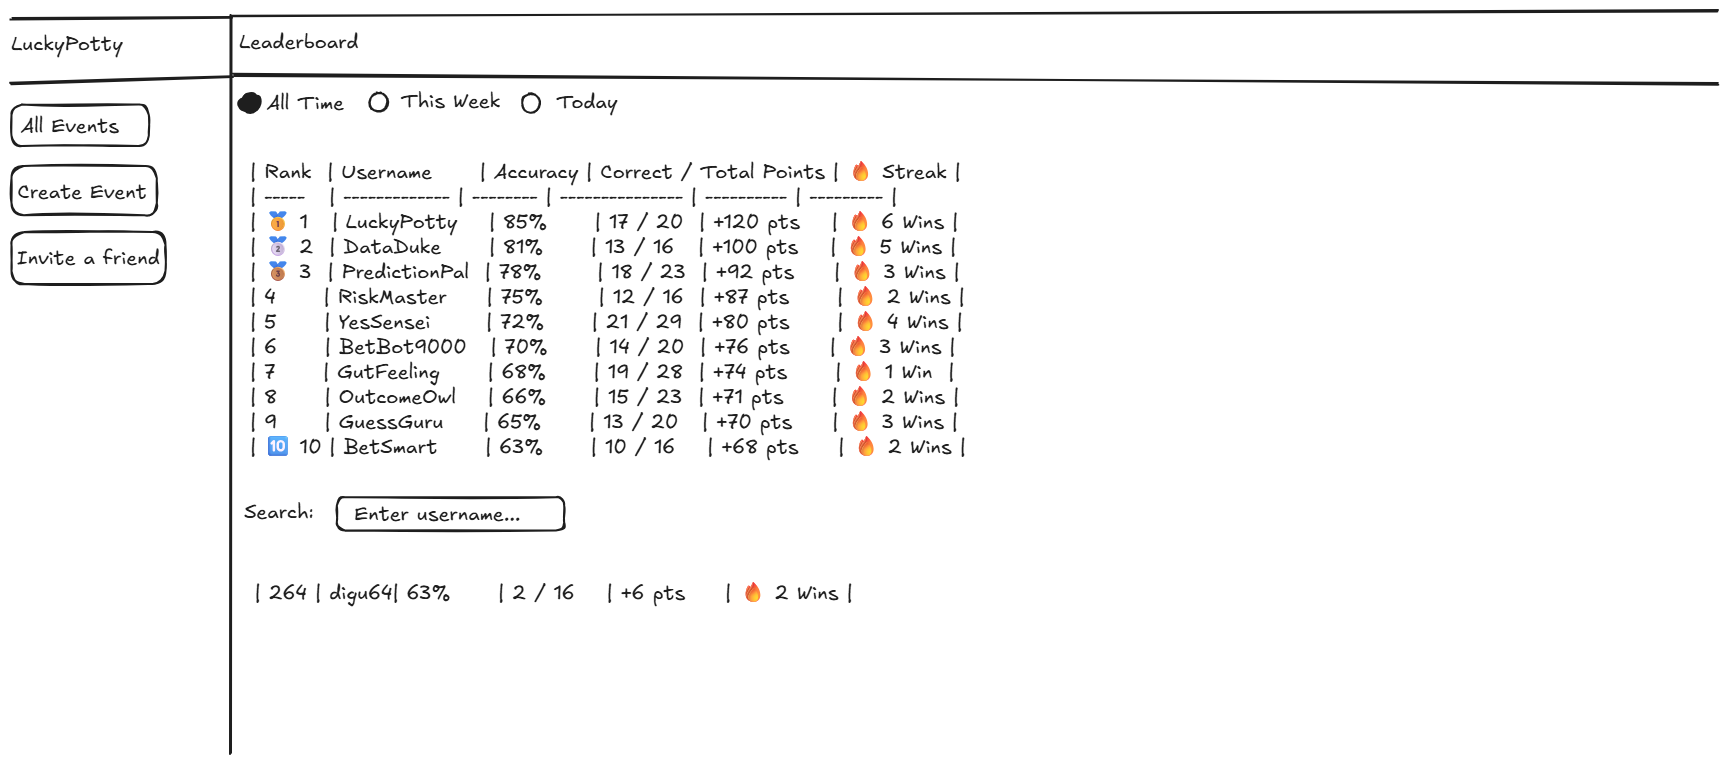 LuckyPotty
Leaderboard
All Events
Create Event
Invite a friend
All Time This Week Today
| Rank | Username | Accuracy | Correct / Total Points | 🔥 Streak |
| ----- | ------------- | -------- | --------------- | ---------- | --------- |
| 🥇 1 | LuckyPotty | 85% | 17 / 20 | +120 pts | 🔥 6 Wins |
| 🥈 2 | DataDuke | 81% | 13 / 16 | +100 pts | 🔥 5 Wins |
| 🥉 3 | PredictionPal | 78% | 18 / 23 | +92 pts | 🔥 3 Wins |
| 4 | RiskMaster | 75% | 12 / 16 | +87 pts | 🔥 2 Wins |
| 5 | YesSensei | 72% | 21 / 29 | +80 pts | 🔥 4 Wins |
| 6 | BetBot9000 | 70% | 14 / 20 | +76 pts | 🔥 3 Wins |
| 7 | GutFeeling | 68% | 19 / 28 | +74 pts | 🔥 1 Win |
| 8 | OutcomeOwl | 66% | 15 / 23 | +71 pts | 🔥 2 Wins |
| 9 | GuessGuru | 65% | 13 / 20 | +70 pts | 🔥 3 Wins |
| 🔟 10 | BetSmart | 63% | 10 / 16 | +68 pts | 🔥 2 Wins |
Search: Enter username...
| 264 | digu64| 63% | 2 / 16 | +6 pts | 🔥 2 Wins |